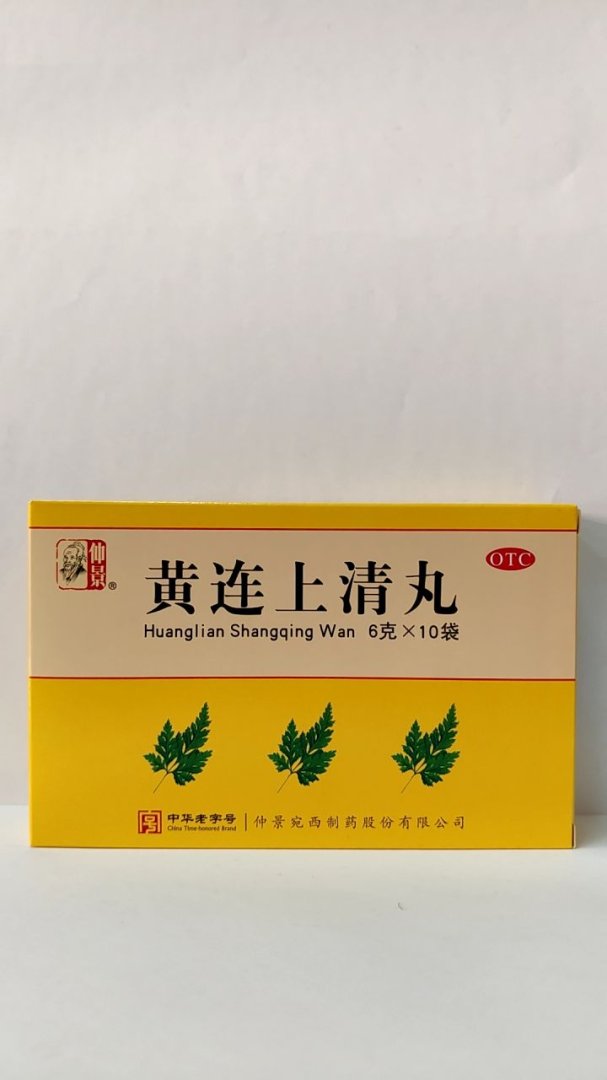 仲景®
OTC
黄连上清丸
Huanglian Shangqing Wan 6克×10袋
中华老字号
China Time-honored Brand
仲景宛西制药股份有限公司